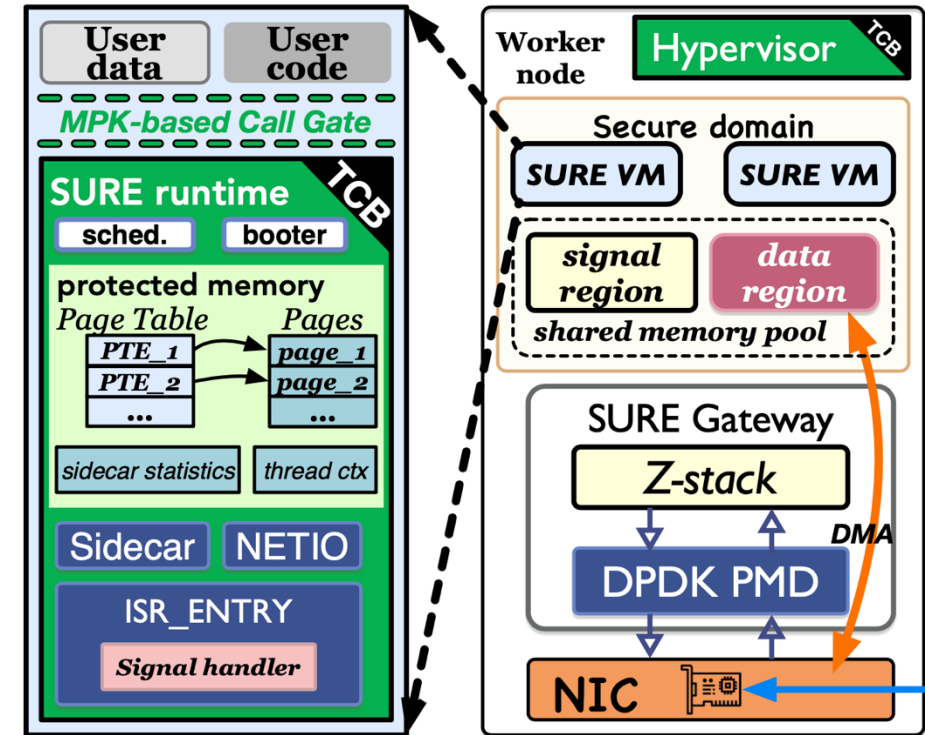 User
data
User
code
MPK-based Call Gate
SURE runtime
TCB
sched.
booter
protected memory
Page Table
Pages
PTE_1
page_1
PTE_2
page_2
...
...
sidecar statistics
thread ctx
Sidecar
NETIO
ISR_ENTRY
Signal handler
Worker
node
Hypervisor
TCB
Secure domain
SURE VM
SURE VM
signal
region
data
region
shared memory pool
SURE Gateway
Z-stack
DMA
DPDK PMD
NIC